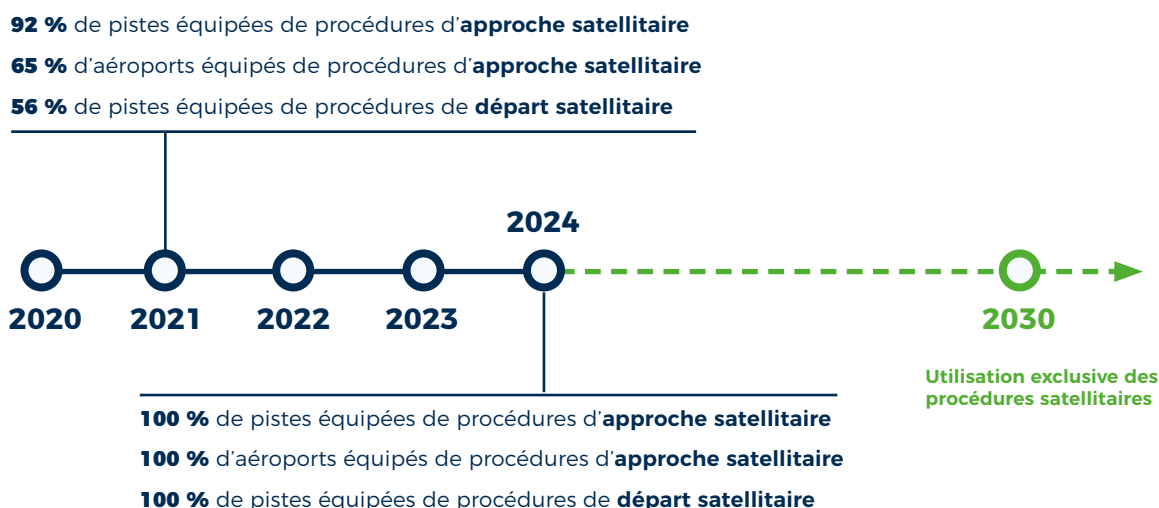 92 % de pistes équipées de procédures d'approche satellitaire
65 % d'aéroports équipés de procédures d'approche satellitaire
56 % de pistes équipées de procédures de départ satellitaire
2024
2020 2021 2022 2023 2030
Utilisation exclusive des
procédures satellitaires
100 % de pistes équipées de procédures d'approche satellitaire
100 % d'aéroports équipés de procédures d'approche satellitaire
100 % de pistes équipées de procédures de départ satellitaire